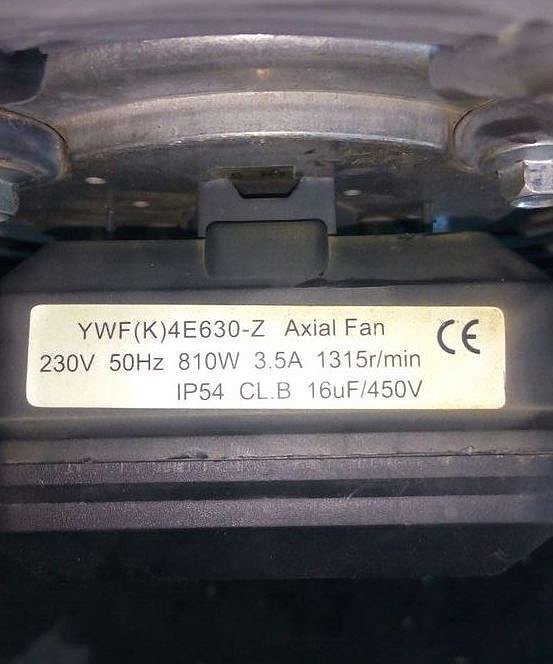 YWF(K)4E630-Z Axial Fan CE
230V 50Hz 810W 3.5A 1315r/min
IP54 CL.B 16uF/450V